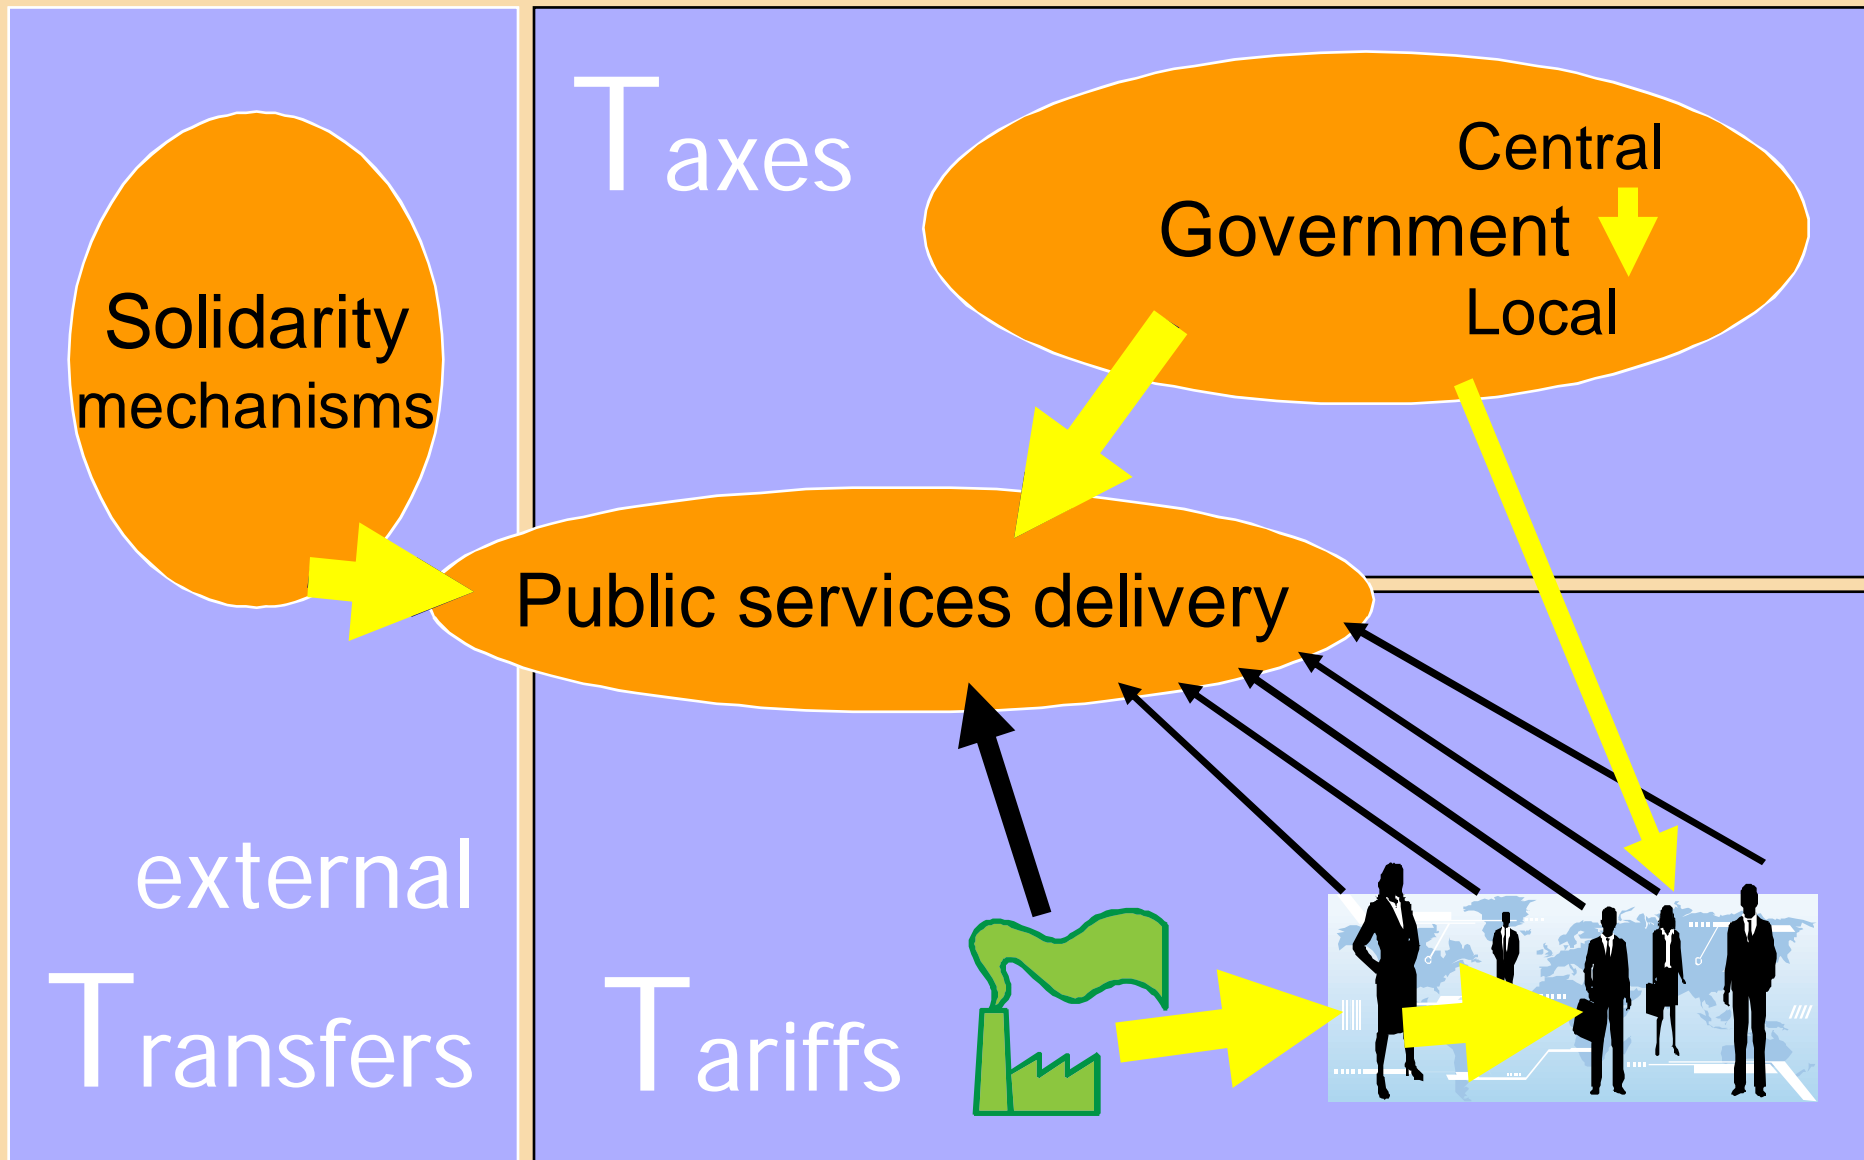 Taxes
Central
Government
Local
Solidarity
mechanisms
Public services delivery
external
Transfers
Tariffs